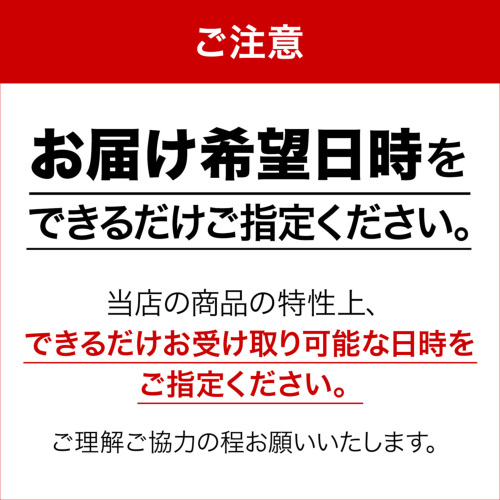 ご注意
お届け希望日時を
できるだけご指定ください。
当店の商品の特性上、
できるだけお受け取り可能な日時を
ご指定ください。
ご理解ご協力の程お願いいたします。